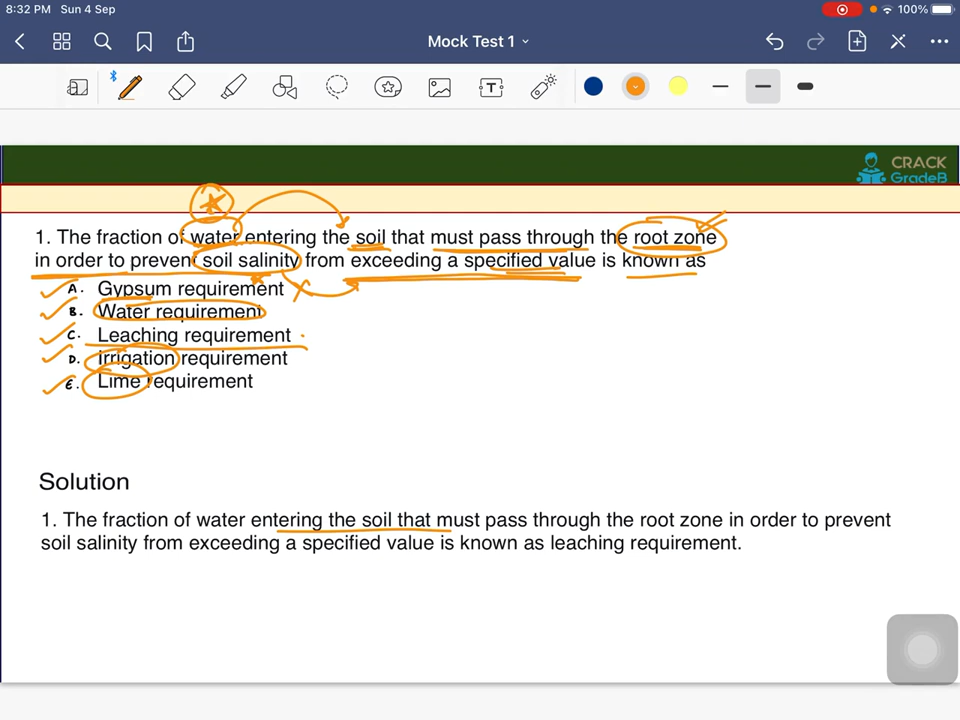 8:32 PM Sun 4 Sep 100%
Mock Test 1
T
CRACK
GradeB
1. The fraction of water entering the soil that must pass through the root zone
in order to prevent soil salinity from exceeding a specified value is known as
A. Gypsum requirement
B. Water requirement
C. Leaching requirement
D. Irrigation requirement
E. Lime requirement
Solution
1. The fraction of water entering the soil that must pass through the root zone in order to prevent
soil salinity from exceeding a specified value is known as leaching requirement.